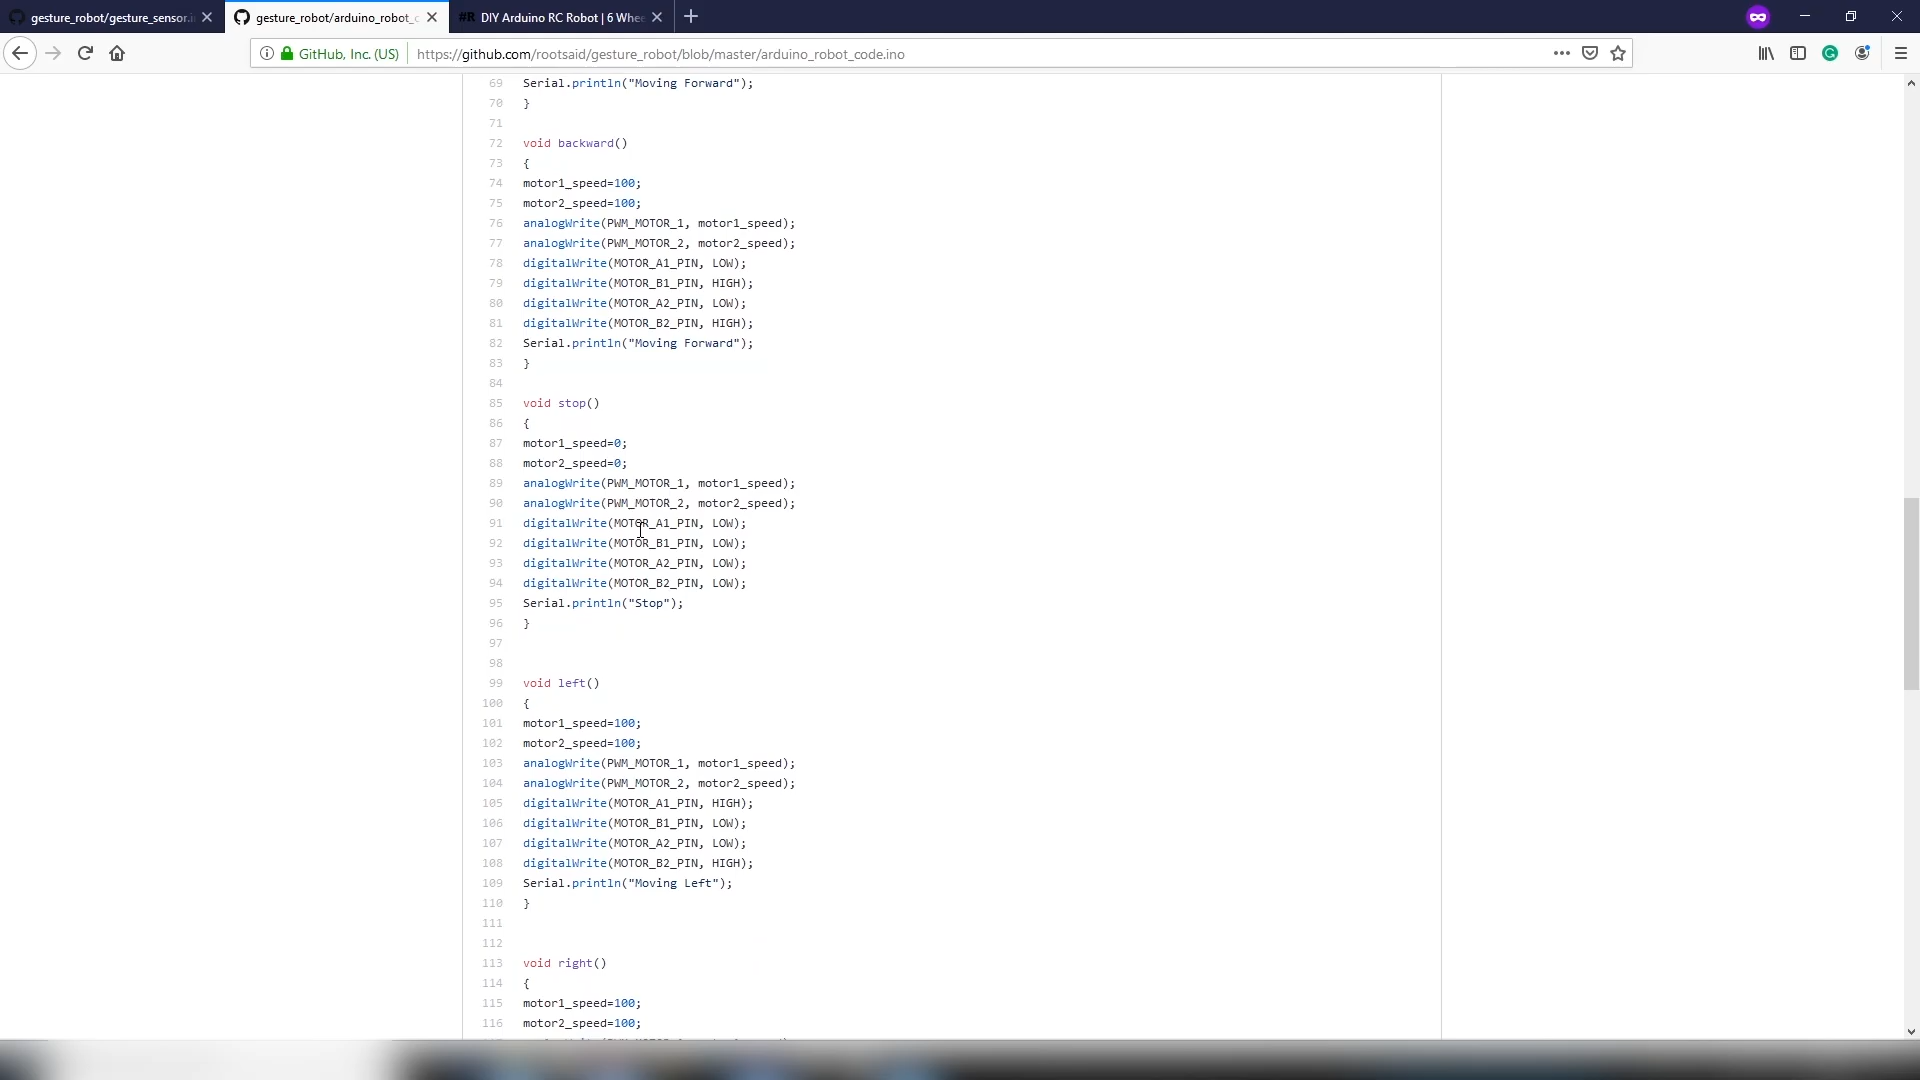 gesture_robot/gesture_sensor.i
gesture_robot/arduino_robot_c
#R DIY Arduino RC Robot | 6 Whe
GitHub, Inc. (US)
https://github.com/rootsaid/gesture_robot/blob/master/arduino_robot_code.ino
69 Serial.println("Moving Forward");
70 }
71
72 void backward()
73 {
74 motor1_speed=100;
75 motor2_speed=100;
76 analogWrite(PWM_MOTOR_1, motor1_speed);
77 analogWrite(PWM_MOTOR_2, motor2_speed);
78 digitalWrite(MOTOR_A1_PIN, LOW);
79 digitalWrite(MOTOR_B1_PIN, HIGH);
80 digitalWrite(MOTOR_A2_PIN, LOW);
81 digitalWrite(MOTOR_B2_PIN, HIGH);
82 Serial.println("Moving Forward");
83 }
84
85 void stop()
86 {
87 motor1_speed=0;
88 motor2_speed=0;
89 analogWrite(PWM_MOTOR_1, motor1_speed);
90 analogWrite(PWM_MOTOR_2, motor2_speed);
91 digitalWrite(MOTOR_A1_PIN, LOW);
92 digitalWrite(MOTOR_B1_PIN, LOW);
93 digitalWrite(MOTOR_A2_PIN, LOW);
94 digitalWrite(MOTOR_B2_PIN, LOW);
95 Serial.println("Stop");
96 }
97
98
99 void left()
100 {
101 motor1_speed=100;
102 motor2_speed=100;
103 analogWrite(PWM_MOTOR_1, motor1_speed);
104 analogWrite(PWM_MOTOR_2, motor2_speed);
105 digitalWrite(MOTOR_A1_PIN, HIGH);
106 digitalWrite(MOTOR_B1_PIN, LOW);
107 digitalWrite(MOTOR_A2_PIN, LOW);
108 digitalWrite(MOTOR_B2_PIN, HIGH);
109 Serial.println("Moving Left");
110 }
111
112
113 void right()
114 {
115 motor1_speed=100;
116 motor2_speed=100;